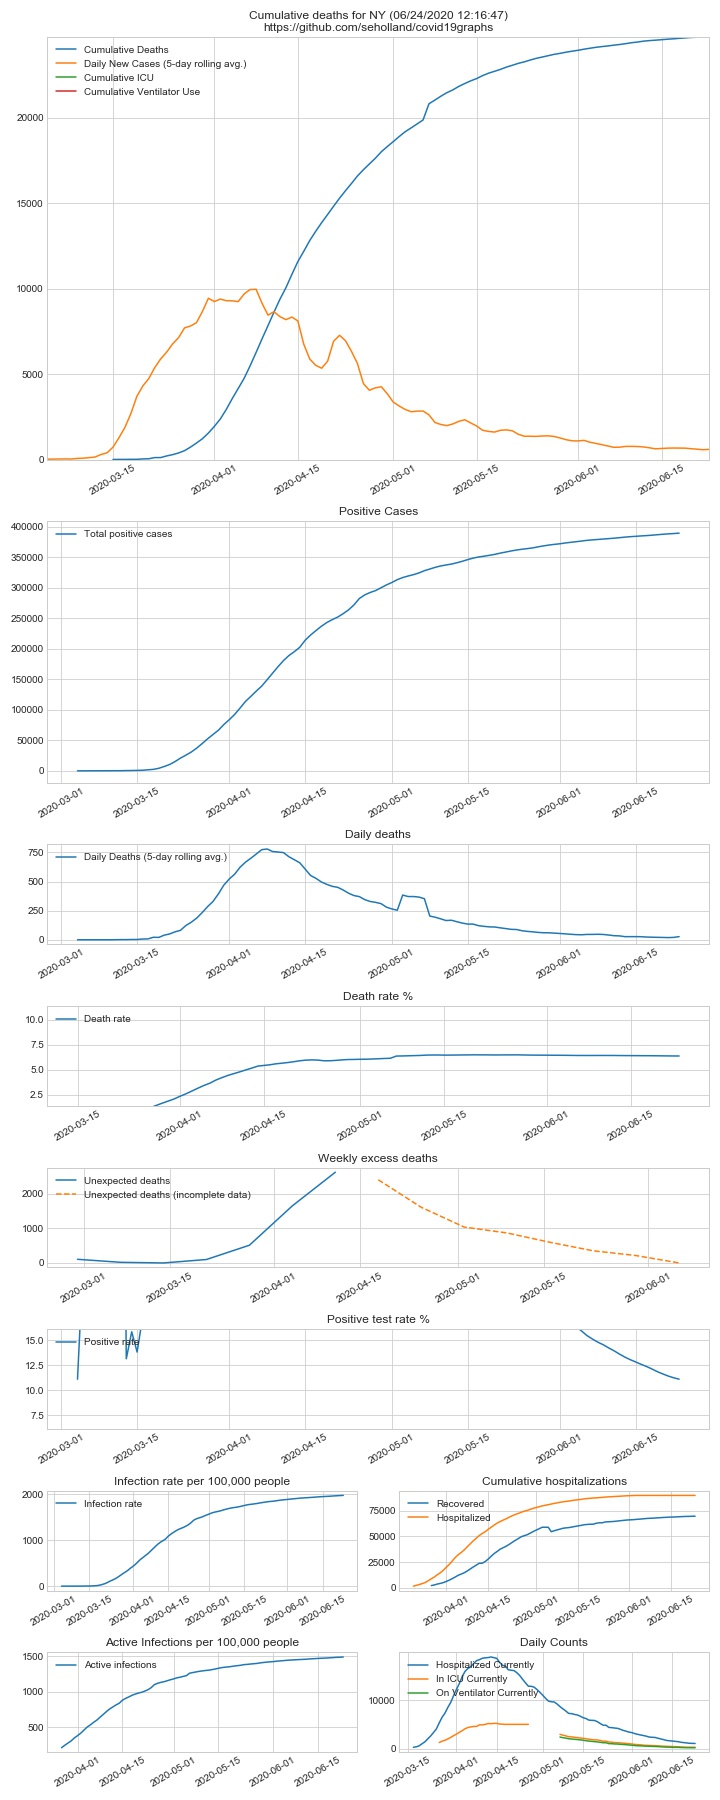 Cumulative deaths for NY (06/24/2020 12:16:47)
https://github.com/seholland/covid19graphs
Cumulative Deaths
Daily New Cases (5-day rolling avg.)
Cumulative ICU
Cumulative Ventilator Use
20000
15000
10000
5000
0
2020-03-15 2020-04-01 2020-04-15 2020-05-01 2020-05-15 2020-06-01 2020-06-15
Positive Cases
Total positive cases
400000
350000
300000
250000
200000
150000
100000
50000
0
2020-03-01 2020-03-15 2020-04-01 2020-04-15 2020-05-01 2020-05-15 2020-06-01 2020-06-15
Daily deaths
Daily Deaths (5-day rolling avg.)
750
500
250
0
2020-03-01 2020-03-15 2020-04-01 2020-04-15 2020-05-01 2020-05-15 2020-06-01 2020-06-15
Death rate %
Death rate
10.0
7.5
5.0
2.5
2020-03-15 2020-04-01 2020-04-15 2020-05-01 2020-05-15 2020-06-01 2020-06-15
Weekly excess deaths
Unexpected deaths
Unexpected deaths (incomplete data)
2000
1000
0
2020-03-01 2020-03-15 2020-04-01 2020-04-15 2020-05-01 2020-05-15 2020-06-01
Positive test rate %
Positive rate
15.0
12.5
10.0
7.5
2020-03-01 2020-03-15 2020-04-01 2020-04-15 2020-05-01 2020-05-15 2020-06-01 2020-06-15
Infection rate per 100,000 people
Infection rate
2000
1000
0
2020-03-01 2020-03-15 2020-04-01 2020-04-15 2020-05-01 2020-05-15 2020-06-01 2020-06-15
Cumulative hospitalizations
Recovered
Hospitalized
75000
50000
25000
0
2020-04-01 2020-04-15 2020-05-01 2020-05-15 2020-06-01 2020-06-15
Active Infections per 100,000 people
Active infections
1500
1000
500
2020-04-01 2020-04-15 2020-05-01 2020-05-15 2020-06-01 2020-06-15
Daily Counts
Hospitalized Currently
In ICU Currently
On Ventilator Currently
10000
0
2020-03-15 2020-04-01 2020-04-15 2020-05-01 2020-05-15 2020-06-01 2020-06-15